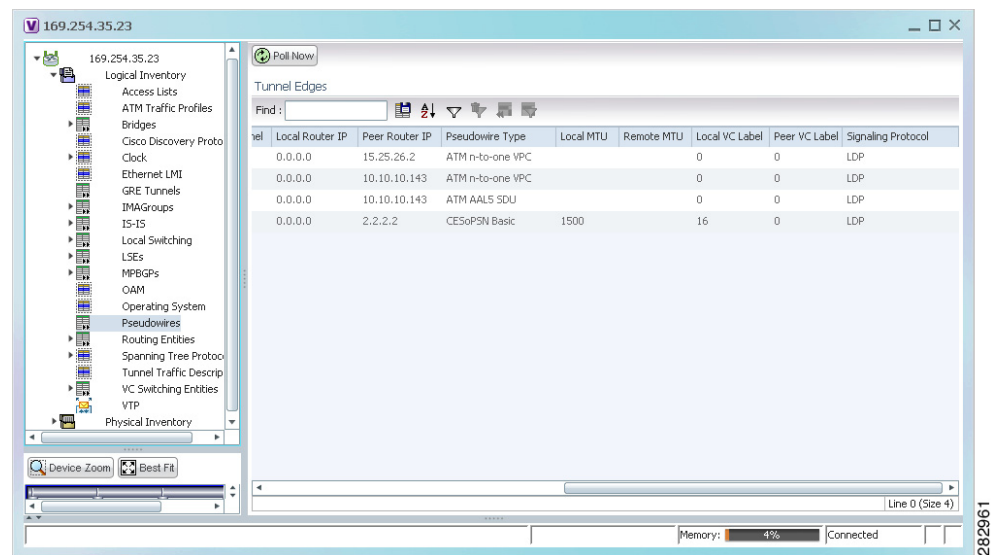 169.254.35.23
169.254.35.23
Logical Inventory
Access Lists
ATM Traffic Profiles
Bridges
Cisco Discovery Proto
Clock
Ethernet LMI
GRE Tunnels
IMAGroups
IS-IS
Local Switching
LSEs
MPBGPs
OAM
Operating System
Pseudowires
Routing Entities
Spanning Tree Protoco
Tunnel Traffic Descrip
VC Switching Entities
VTP
Physical Inventory
Device Zoom Best Fit
Poll Now
Tunnel Edges
Find :
nel Local Router IP Peer Router IP Pseudowire Type Local MTU Remote MTU Local VC Label Peer VC Label Signaling Protocol
0.0.0.0 15.25.26.2 ATM n-to-one VPC 0 0 LDP
0.0.0.0 10.10.10.143 ATM n-to-one VPC 0 0 LDP
0.0.0.0 10.10.10.143 ATM AAL5 SDU 0 0 LDP
0.0.0.0 2.2.2.2 CESoPSN Basic 1500 16 0 LDP
Line 0 (Size 4)
Memory: 4% Connected
282961